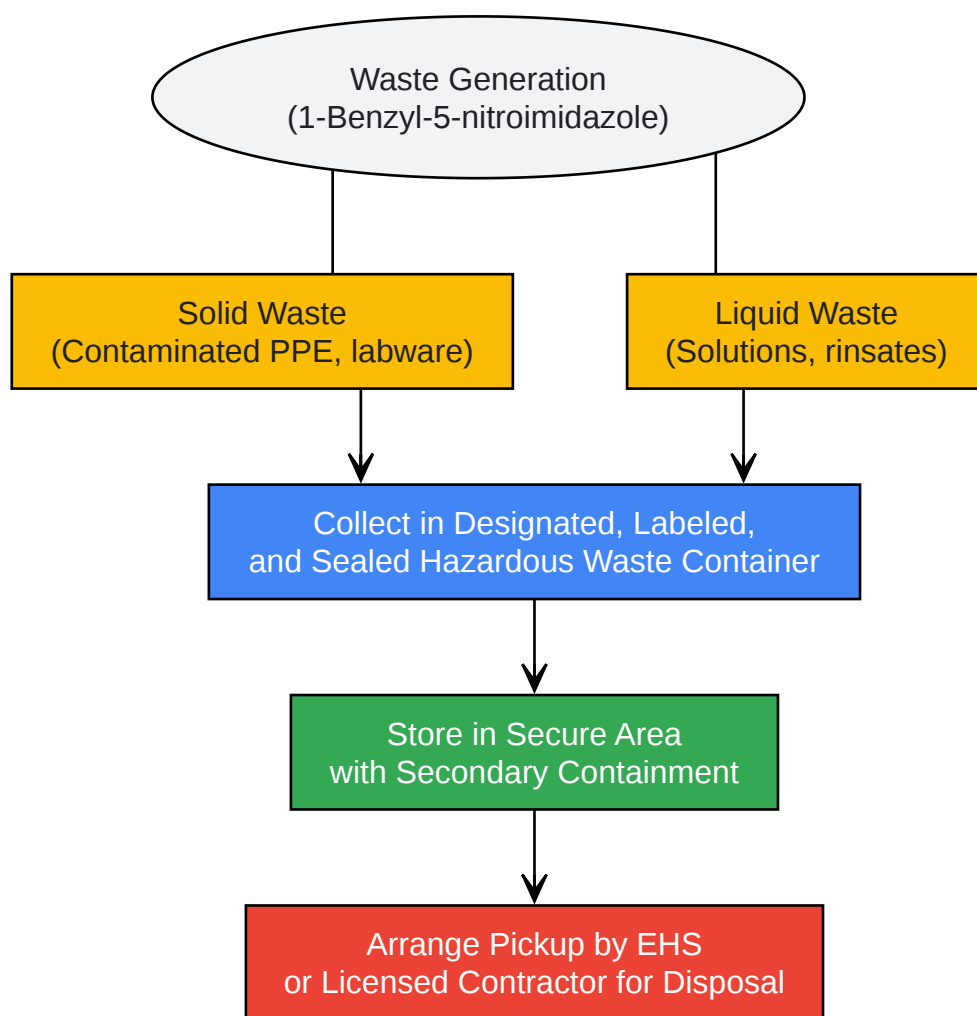 Waste Generation
(1-Benzyl-5-nitroimidazole)
Solid Waste
(Contaminated PPE, labware)
Liquid Waste
(Solutions, rinsates)
Collect in Designated, Labeled,
and Sealed Hazardous Waste Container
Store in Secure Area
with Secondary Containment
Arrange Pickup by EHS
or Licensed Contractor for Disposal